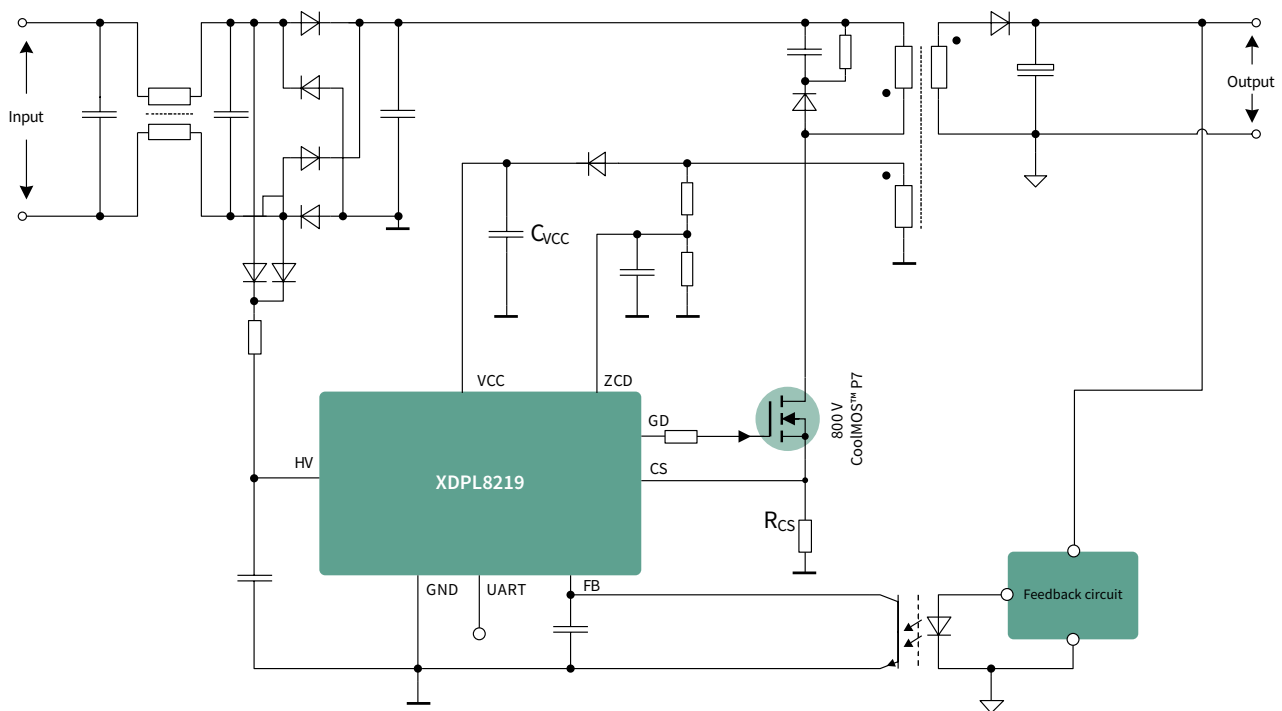 Input
Output
CVCC
VCC
ZCD
800 V
CoolMOS™ P7
GD
HV
CS
XDPL8219
RCS
GND
UART
FB
Feedback circuit